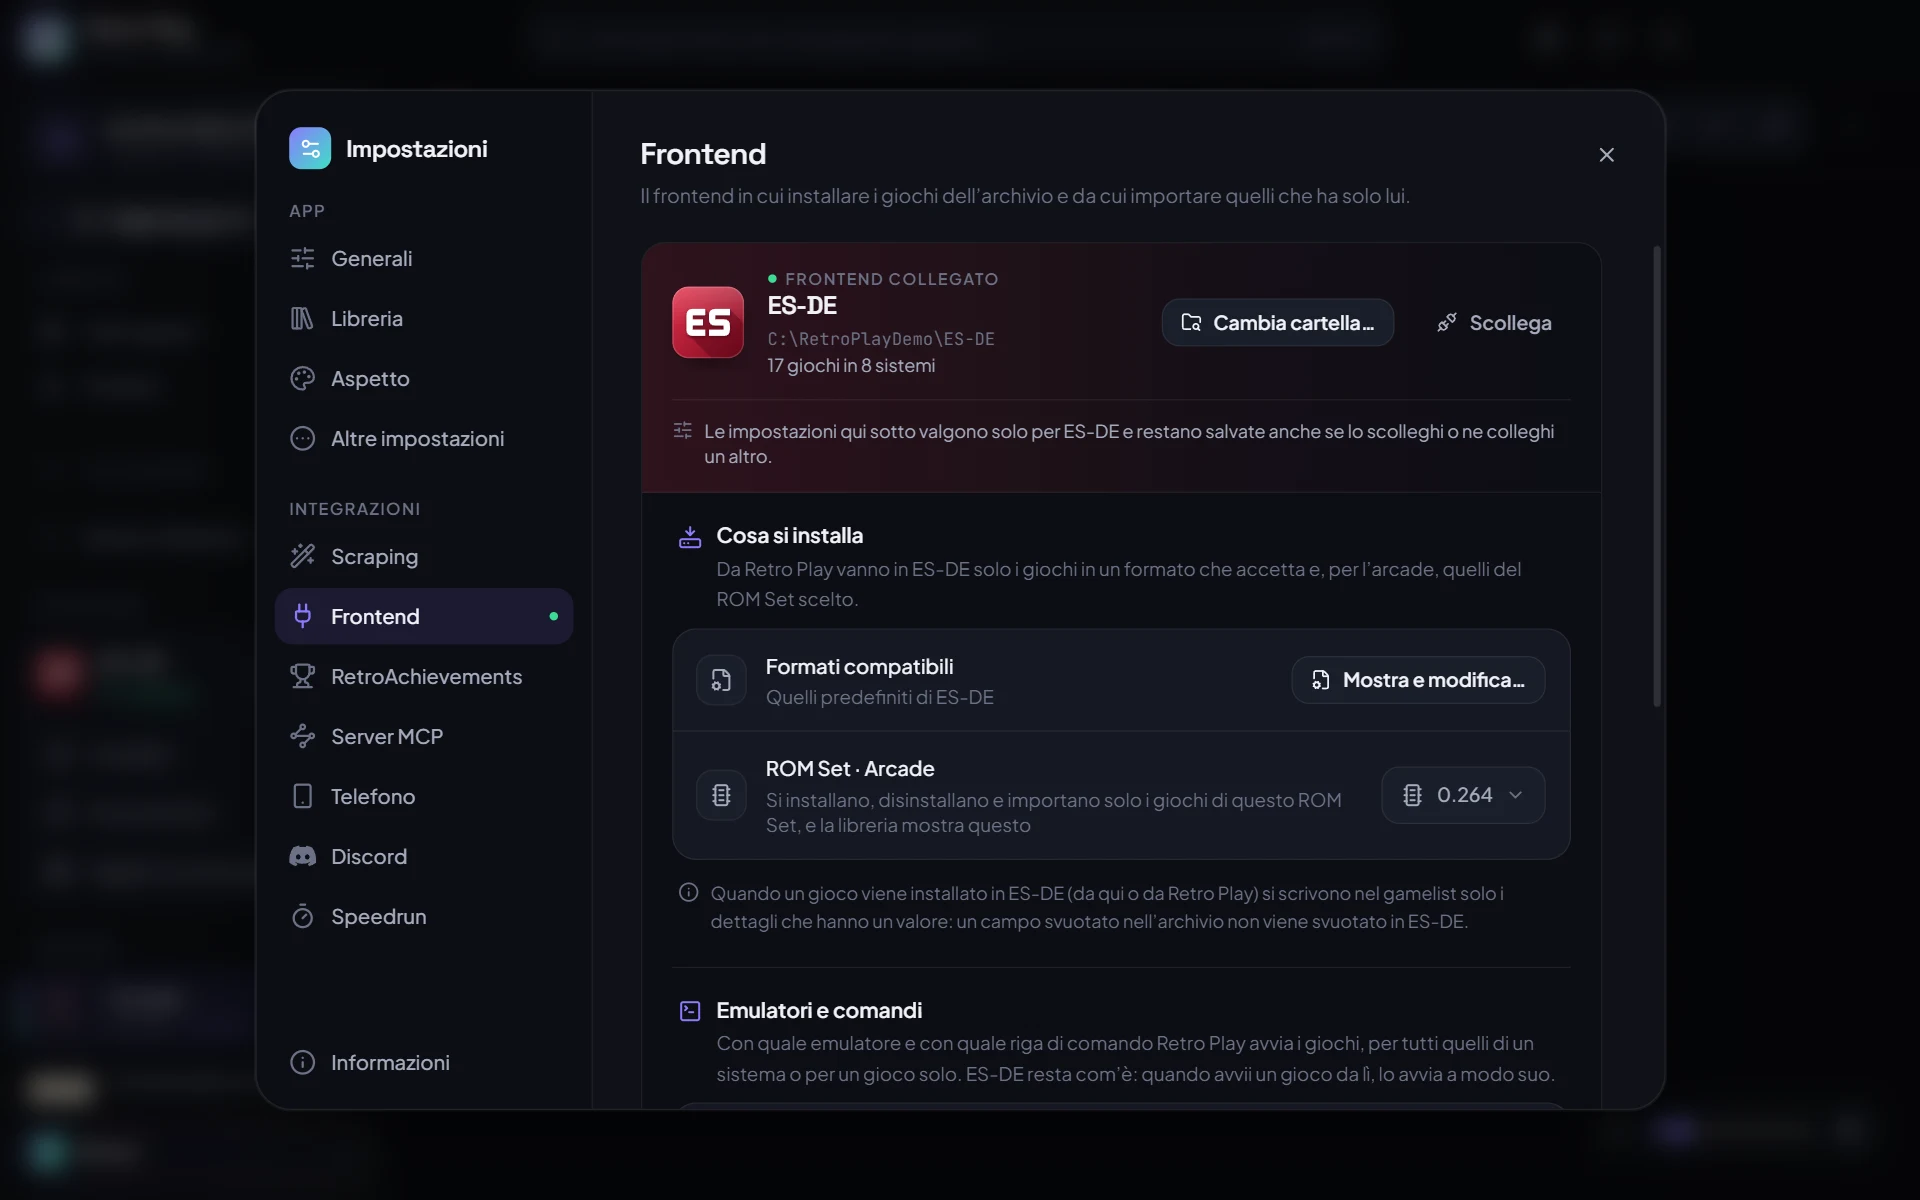 Impostazioni
APP
Generali
Libreria
Aspetto
Altre impostazioni
INTEGRAZIONI
Scraping
Frontend
RetroAchievements
Server MCP
Telefono
Discord
Speedrun
Informazioni
Frontend
Il frontend in cui installare i giochi dell’archivio e da cui importare quelli che ha solo lui.
ES
FRONTEND COLLEGATO
ES-DE
C:\RetroPlayDemo\ES-DE
17 giochi in 8 sistemi
Cambia cartella...
Scollega
Le impostazioni qui sotto valgono solo per ES-DE e restano salvate anche se lo scolleghi o ne colleghi
un altro.
Cosa si installa
Da Retro Play vanno in ES-DE solo i giochi in un formato che accetta e, per l’arcade, quelli del
ROM Set scelto.
Formati compatibili
Quelli predefiniti di ES-DE
Mostra e modifica...
ROM Set · Arcade
Si installano, disinstallano e importano solo i giochi di questo ROM
Set, e la libreria mostra questo
0.264
Quando un gioco viene installato in ES-DE (da qui o da Retro Play) si scrivono nel gamelist solo i
dettagli che hanno un valore: un campo svuotato nell’archivio non viene svuotato in ES-DE.
Emulatori e comandi
Con quale emulatore e con quale riga di comando Retro Play avvia i giochi, per tutti quelli di un
sistema o per un gioco solo. ES-DE resta com’è: quando avvii un gioco da lì, lo avvia a modo suo.